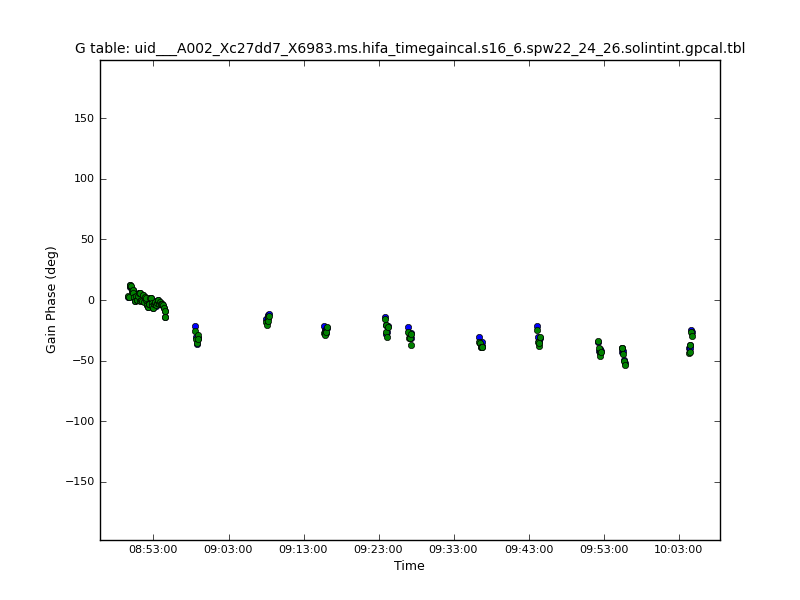 G table: uid___A002_Xc27dd7_X6983.ms.hifa_timegaincal.s16_6.spw22_24_26.solintint.gpcal.tbl
150
100
50
0
−50
−100
−150
Gain Phase (deg)
08:53:00 09:03:00 09:13:00 09:23:00 09:33:00 09:43:00 09:53:00 10:03:00
Time